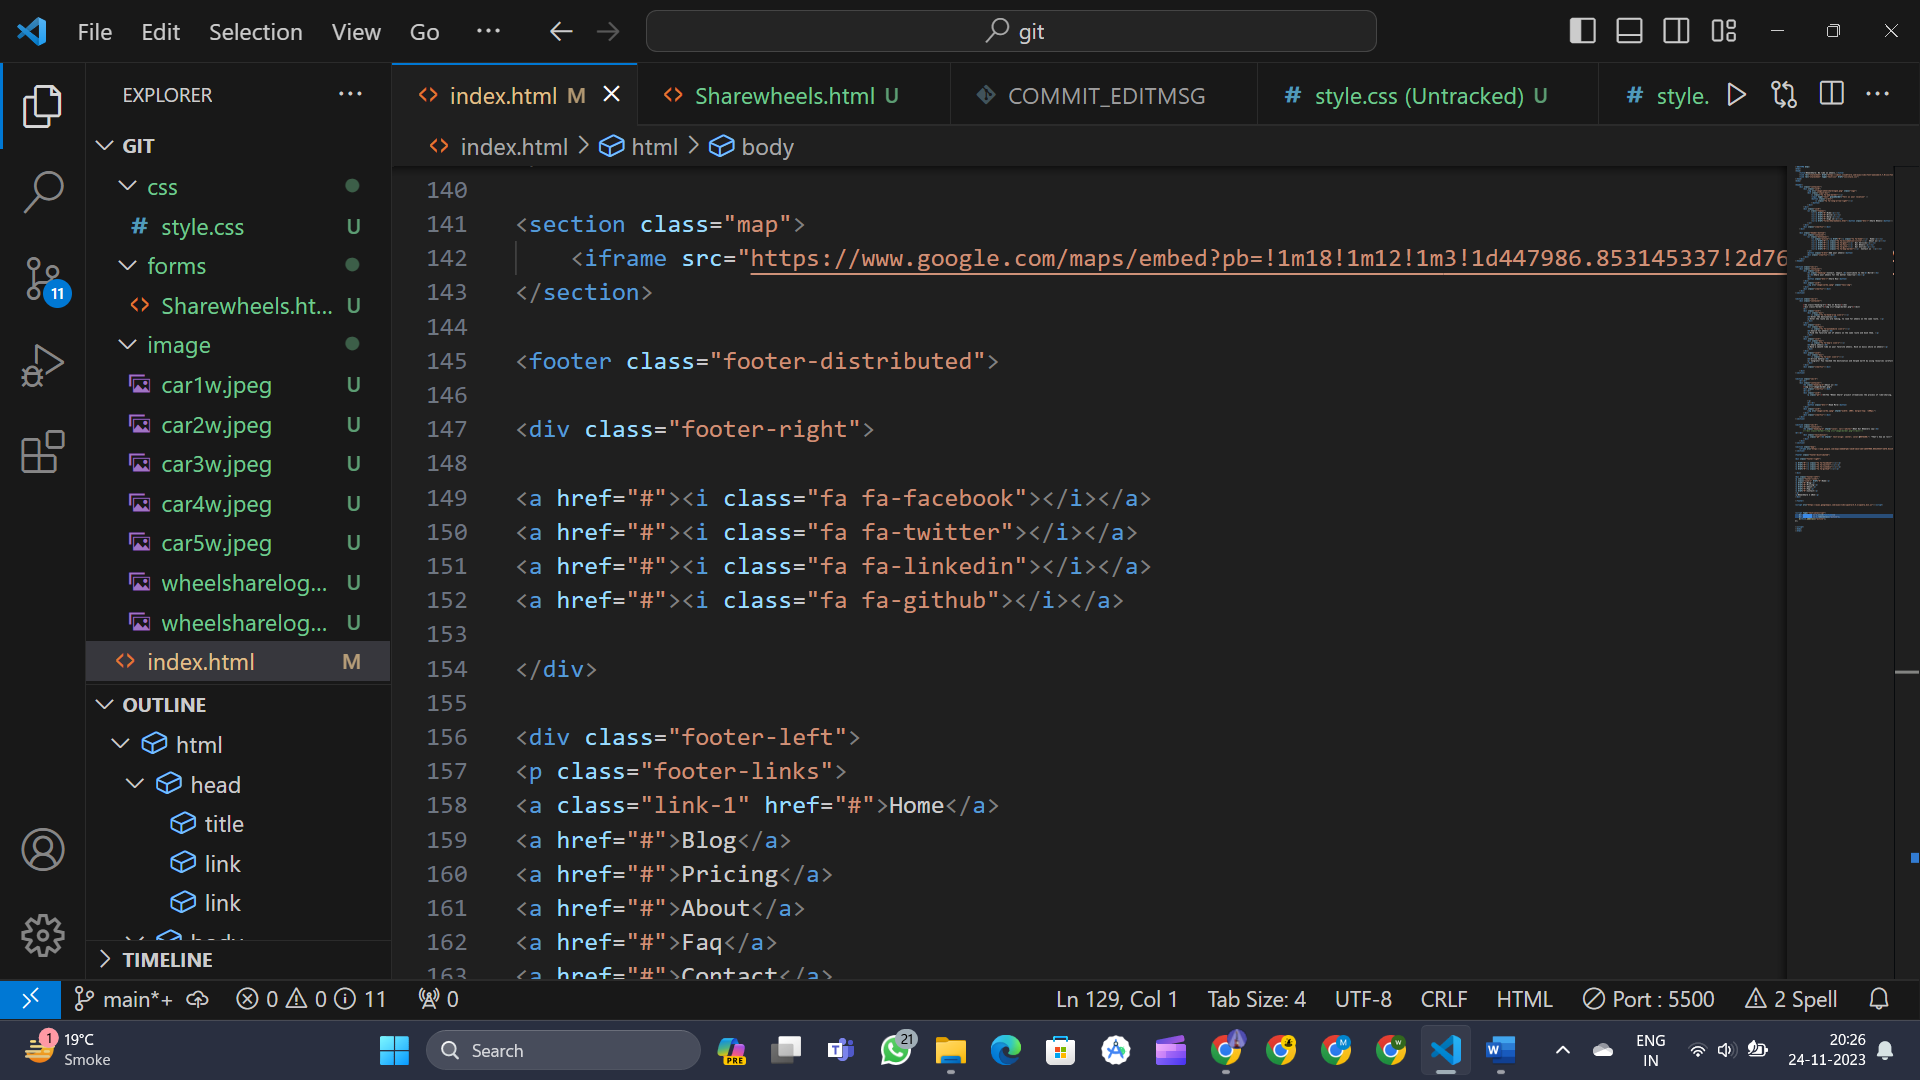 File Edit Selection View Go ··· git
EXPLORER ···
GIT
css
# style.css U
forms
Sharewheels.ht... U
image
car1w.jpeg U
car2w.jpeg U
car3w.jpeg U
car4w.jpeg U
car5w.jpeg U
wheelsharelog... U
wheelsharelog... U
index.html M
OUTLINE
html
head
title
link
link
body
TIMELINE
11
index.html M Sharewheels.html U COMMIT_EDITMSG # style.css (Untracked) U # style. ···
index.html > html > body
140
141 <section class="map">
142 <iframe src="https://www.google.com/maps/embed?pb=!1m18!1m12!1m3!1d447986.853145337!2d76
143 </section>
144
145 <footer class="footer-distributed">
146
147 <div class="footer-right">
148
149 <a href="#"><i class="fa fa-facebook"></i></a>
150 <a href="#"><i class="fa fa-twitter"></i></a>
151 <a href="#"><i class="fa fa-linkedin"></i></a>
152 <a href="#"><i class="fa fa-github"></i></a>
153
154 </div>
155
156 <div class="footer-left">
157 <p class="footer-links">
158 <a class="link-1" href="#">Home</a>
159 <a href="#">Blog</a>
160 <a href="#">Pricing</a>
161 <a href="#">About</a>
162 <a href="#">Faq</a>
163 <a href="#">Contact</a>
main*+ 0 0 11 0 Ln 129, Col 1 Tab Size: 4 UTF-8 CRLF HTML Port : 5500 2 Spell
1 19°C Smoke Search PRE 21 ENG IN 20:26 24-11-2023